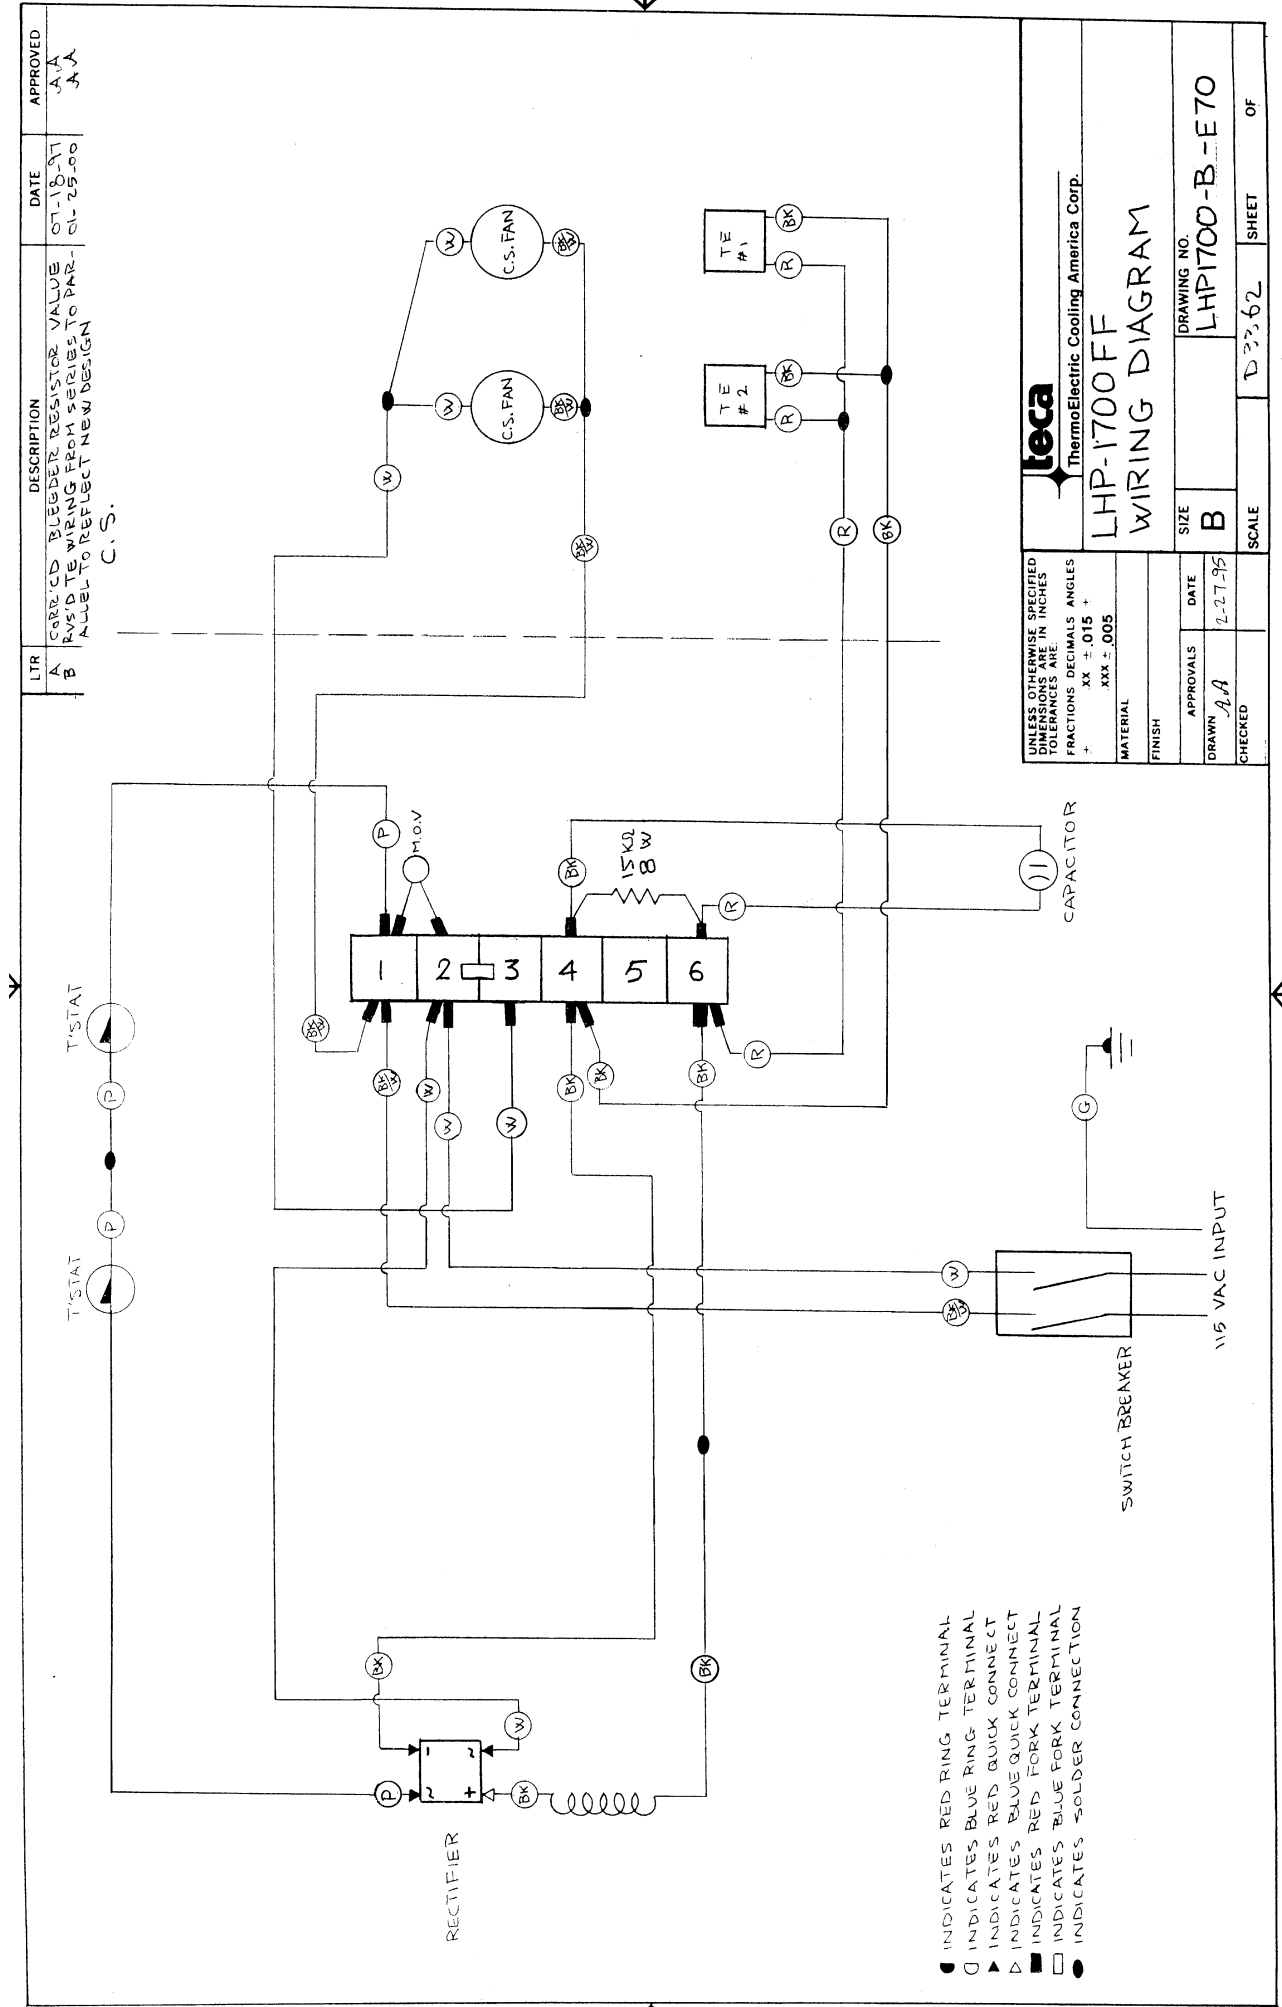 LTR DESCRIPTION DATE APPROVED
A CORR'CD BLEEDER RESISTOR VALUE 07-18-97 A.A
B RVS'D TE WIRING FROM SERIES TO PAR- 01-25-00 A.A
ALLEL TO REFLECT NEW DESIGN
C.S.
T'STAT
T'STAT
P
P
P
P
RECTIFIER
1
2
2
+
BK
W
BK
BK
BK/W
BK/W
W
W
W
BK
BK
BK
R
1
2
3
4
5
6
M.O.V
BK
15KΩ
8W
R
CAPACITOR
W
BK/W
W
W
C.S. FAN
C.S. FAN
BK/W
BK/W
R
BK
R
BK
R
BK
TE
#1
TE
#2
G
W
BK/W
SWITCH BREAKER
115 VAC INPUT
INDICATES RED RING TERMINAL
INDICATES BLUE RING TERMINAL
INDICATES RED QUICK CONNECT
INDICATES BLUE QUICK CONNECT
INDICATES RED FORK TERMINAL
INDICATES BLUE FORK TERMINAL
INDICATES SOLDER CONNECTION
UNLESS OTHERWISE SPECIFIED
DIMENSIONS ARE IN INCHES
TOLERANCES ARE:
FRACTIONS DECIMALS ANGLES
+ .XX ± .015 +
.XXX ± .005
MATERIAL
FINISH
APPROVALS DATE
DRAWN A.A 12-27-95
CHECKED
teca
ThermoElectric Cooling America Corp.
LHP-1700FF
WIRING DIAGRAM
SIZE
B
DRAWING NO.
LHP1700-B-E70
SCALE
D3362
SHEET OF